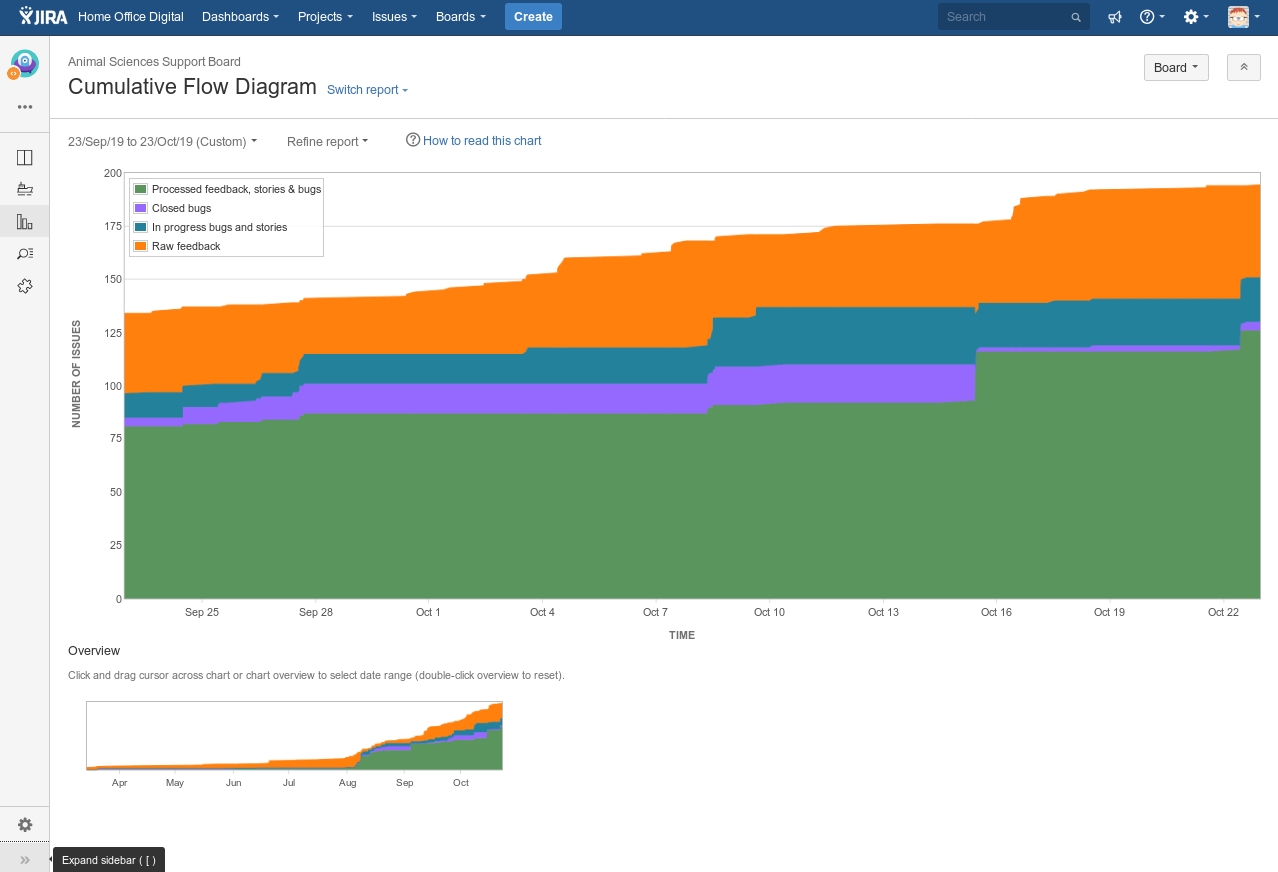 JIRA Home Office Digital Dashboards Projects Issues Boards Create Search
Animal Sciences Support Board
Cumulative Flow Diagram Switch report
Board
23/Sep/19 to 23/Oct/19 (Custom) Refine report How to read this chart
200
175
150
125
100
75
50
25
0
NUMBER OF ISSUES
Processed feedback, stories & bugs
Closed bugs
In progress bugs and stories
Raw feedback
Sep 25 Sep 28 Oct 1 Oct 4 Oct 7 Oct 10 Oct 13 Oct 16 Oct 19 Oct 22
TIME
Overview
Click and drag cursor across chart or chart overview to select date range (double-click overview to reset).
Apr May Jun Jul Aug Sep Oct
Expand sidebar ( [ )